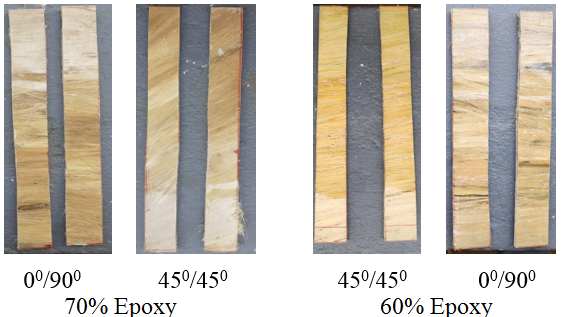 0⁰/90⁰ 45⁰/45⁰ 45⁰/45⁰ 0⁰/90⁰
70% Epoxy 60% Epoxy